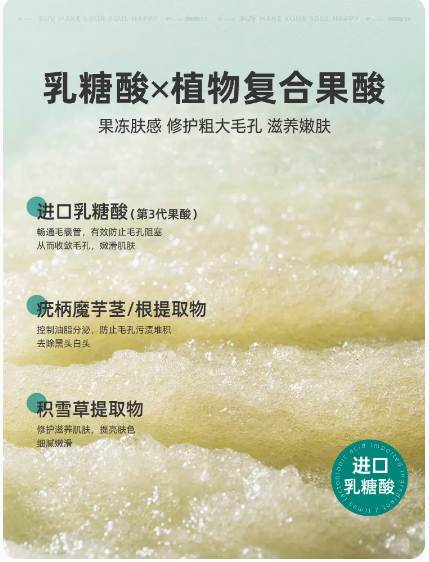 BUY MAKE YOUR SOUL HAPPY
BUY MAKE YOUR SOUL HAPPY
乳糖酸×植物复合果酸
果冻肤感 修护粗大毛孔 滋养嫩肤
进口乳糖酸(第3代果酸)
畅通毛囊管，有效防止毛孔阻塞
从而收敛毛孔，嫩滑肌肤
疣柄魔芋茎/根提取物
控制油脂分泌，防止毛孔污渍堆积
去除黑头白头
积雪草提取物
修护滋养肌肤，提亮肤色
细腻嫩滑
进口
乳糖酸